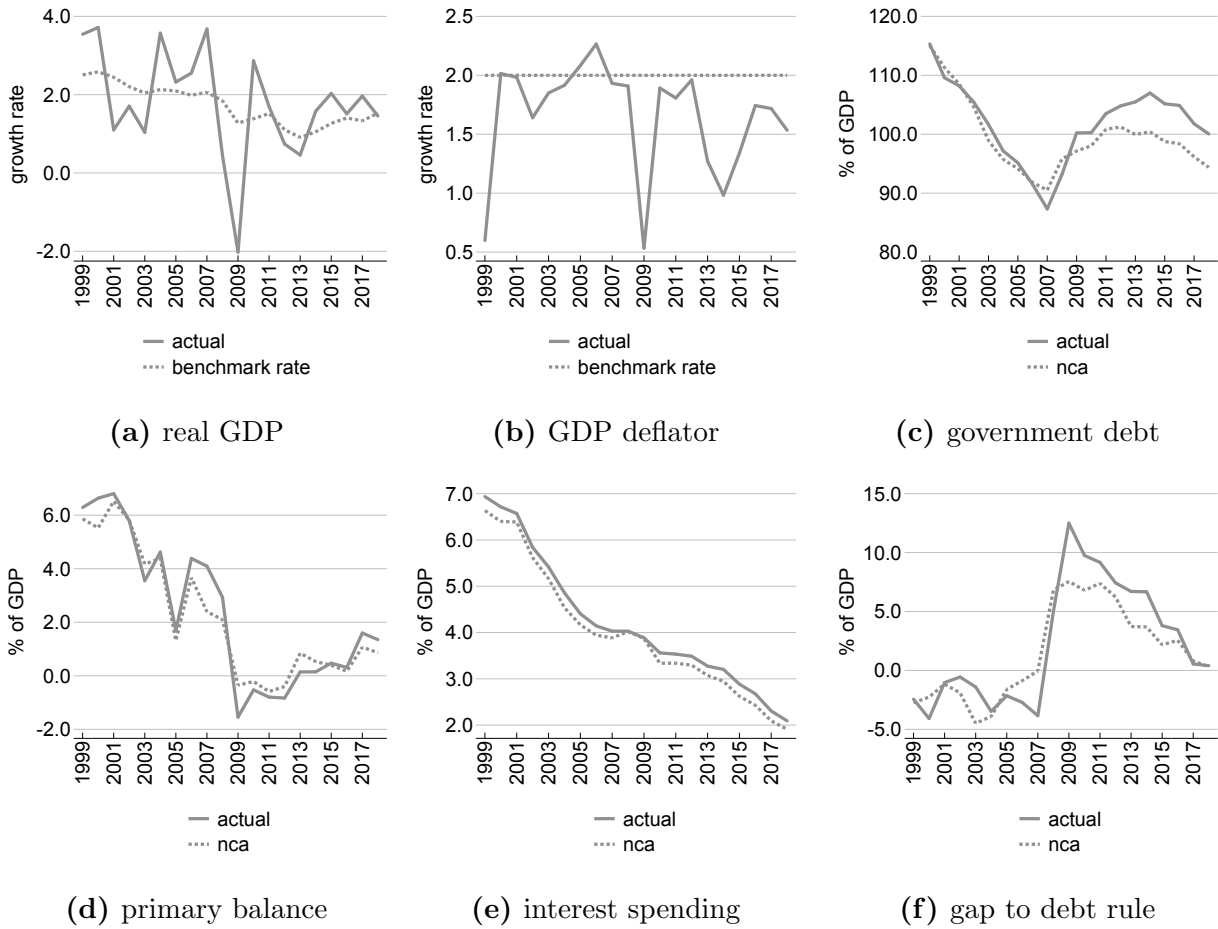 growth rate
4.0
2.0
0.0
-2.0
1999 2001 2003 2005 2007 2009 2011 2013 2015 2017
actual
benchmark rate
(a) real GDP
growth rate
2.5
2.0
1.5
1.0
0.5
1999 2001 2003 2005 2007 2009 2011 2013 2015 2017
actual
benchmark rate
(b) GDP deflator
% of GDP
120.0
110.0
100.0
90.0
80.0
1999 2001 2003 2005 2007 2009 2011 2013 2015 2017
actual
nca
(c) government debt
% of GDP
6.0
4.0
2.0
0.0
-2.0
1999 2001 2003 2005 2007 2009 2011 2013 2015 2017
actual
nca
(d) primary balance
% of GDP
7.0
6.0
5.0
4.0
3.0
2.0
1999 2001 2003 2005 2007 2009 2011 2013 2015 2017
actual
nca
(e) interest spending
% of GDP
15.0
10.0
5.0
0.0
-5.0
1999 2001 2003 2005 2007 2009 2011 2013 2015 2017
actual
nca
(f) gap to debt rule